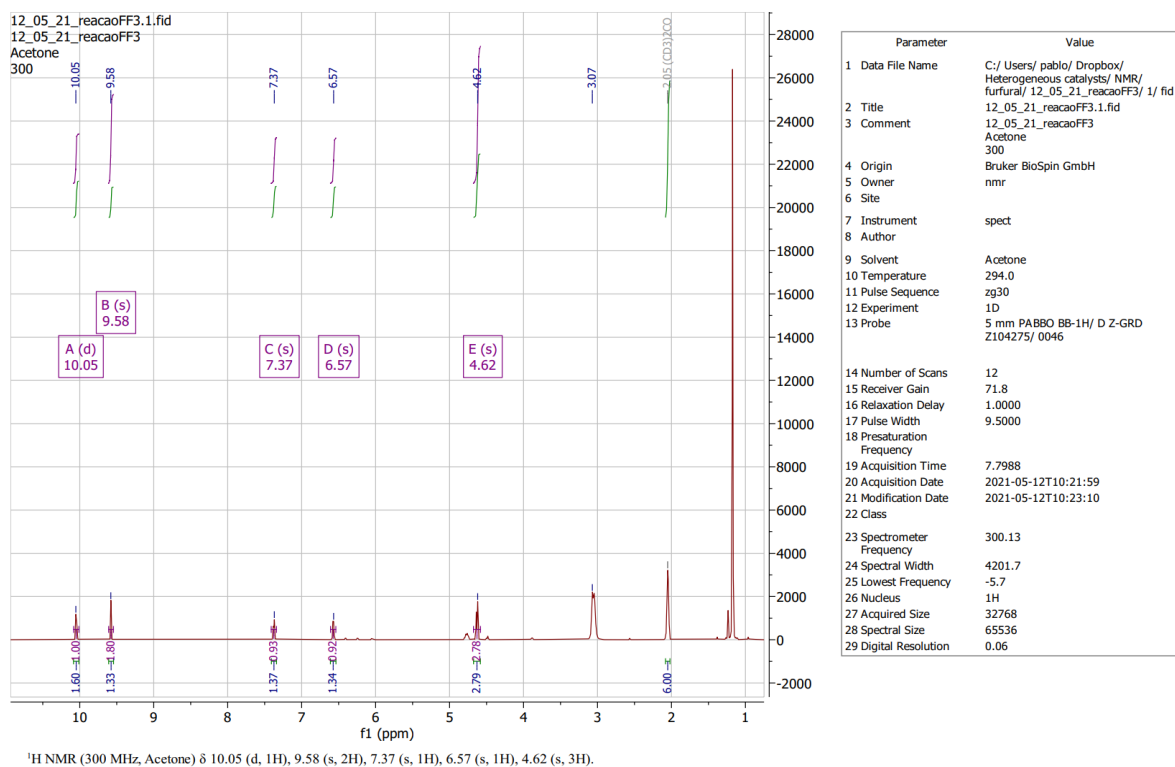 12_05_21_reacaoFF3.1.fid
12_05_21_reacaoFF3
Acetone
300
10.05
9.58
7.37
6.57
4.62
3.07
2.05 (CD3)2CO
B (s)
9.58
A (d)
10.05
C (s)
7.37
D (s)
6.57
E (s)
4.62
28000
26000
24000
22000
20000
18000
16000
14000
12000
10000
8000
6000
4000
2000
0
-2000
1.00
1.80
0.93
0.92
2.78
1.60
1.33
1.37
1.34
2.79
6.00
10 9 8 7 6 5 4 3 2 1
f1 (ppm)
Parameter Value
1 Data File Name C:/ Users/ pablo/ Dropbox/
Heterogeneous catalysts/ NMR/
furfural/ 12_05_21_reacaoFF3/ 1/ fid
2 Title 12_05_21_reacaoFF3.1.fid
3 Comment 12_05_21_reacaoFF3
Acetone
300
4 Origin Bruker BioSpin GmbH
5 Owner nmr
6 Site
7 Instrument spect
8 Author
9 Solvent Acetone
10 Temperature 294.0
11 Pulse Sequence zg30
12 Experiment 1D
13 Probe 5 mm PABBO BB-1H/ D Z-GRD
Z104275/ 0046
14 Number of Scans 12
15 Receiver Gain 71.8
16 Relaxation Delay 1.0000
17 Pulse Width 9.5000
18 Presaturation
Frequency
19 Acquisition Time 7.7988
20 Acquisition Date 2021-05-12T10:21:59
21 Modification Date 2021-05-12T10:23:10
22 Class
23 Spectrometer 300.13
Frequency
24 Spectral Width 4201.7
25 Lowest Frequency -5.7
26 Nucleus 1H
27 Acquired Size 32768
28 Spectral Size 65536
29 Digital Resolution 0.06
¹H NMR (300 MHz, Acetone) δ 10.05 (d, 1H), 9.58 (s, 2H), 7.37 (s, 1H), 6.57 (s, 1H), 4.62 (s, 3H).